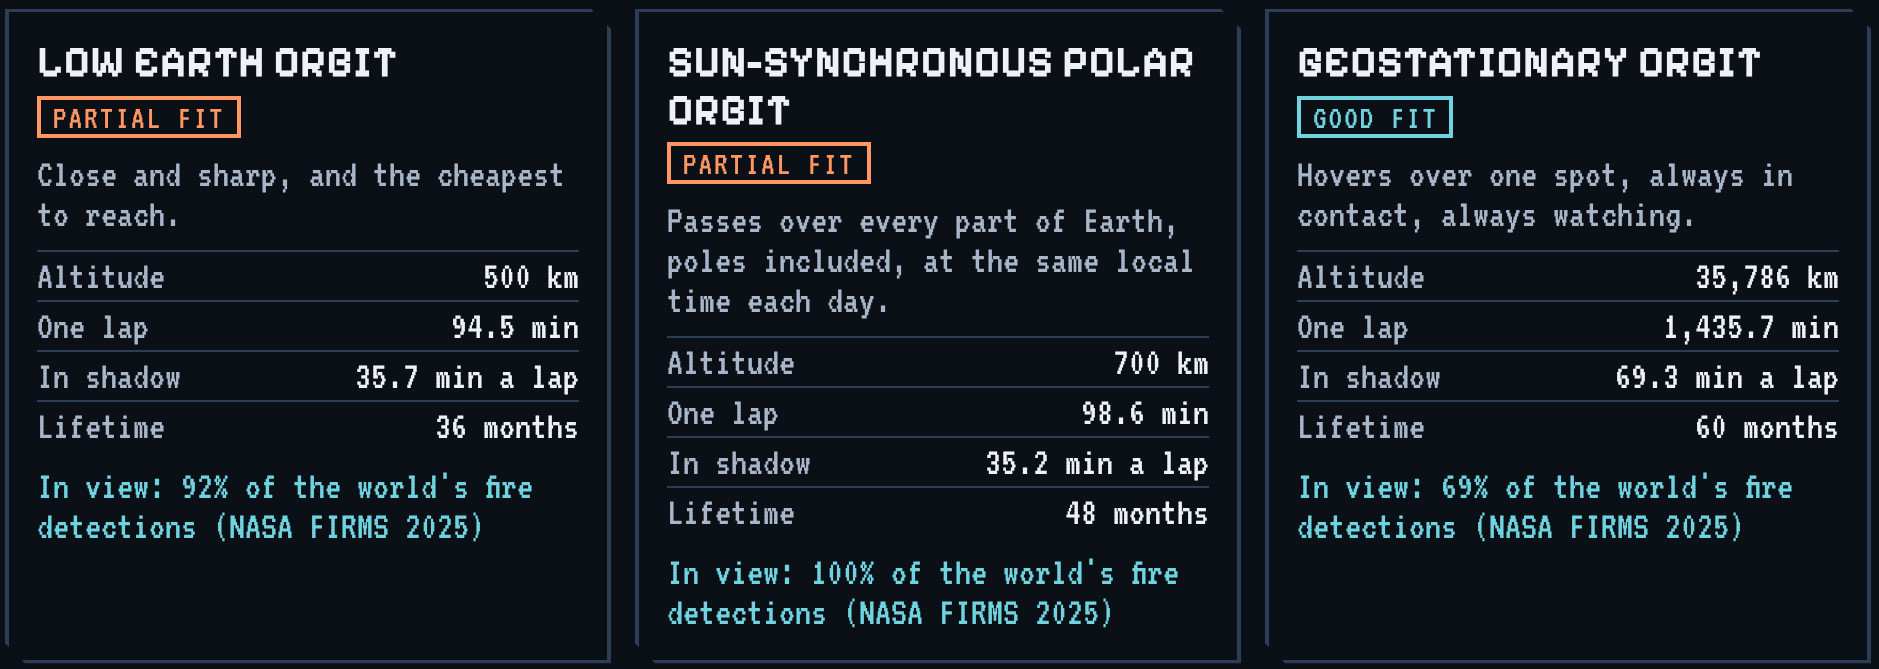 LOW EARTH ORBIT
PARTIAL FIT
Close and sharp, and the cheapest
to reach.
Altitude 500 km
One lap 94.5 min
In shadow 35.7 min a lap
Lifetime 36 months
In view: 92% of the world's fire
detections (NASA FIRMS 2025)
SUN-SYNCHRONOUS POLAR
ORBIT
PARTIAL FIT
Passes over every part of Earth,
poles included, at the same local
time each day.
Altitude 700 km
One lap 98.6 min
In shadow 35.2 min a lap
Lifetime 48 months
In view: 100% of the world's fire
detections (NASA FIRMS 2025)
GEOSTATIONARY ORBIT
GOOD FIT
Hovers over one spot, always in
contact, always watching.
Altitude 35,786 km
One lap 1,435.7 min
In shadow 69.3 min a lap
Lifetime 60 months
In view: 69% of the world's fire
detections (NASA FIRMS 2025)